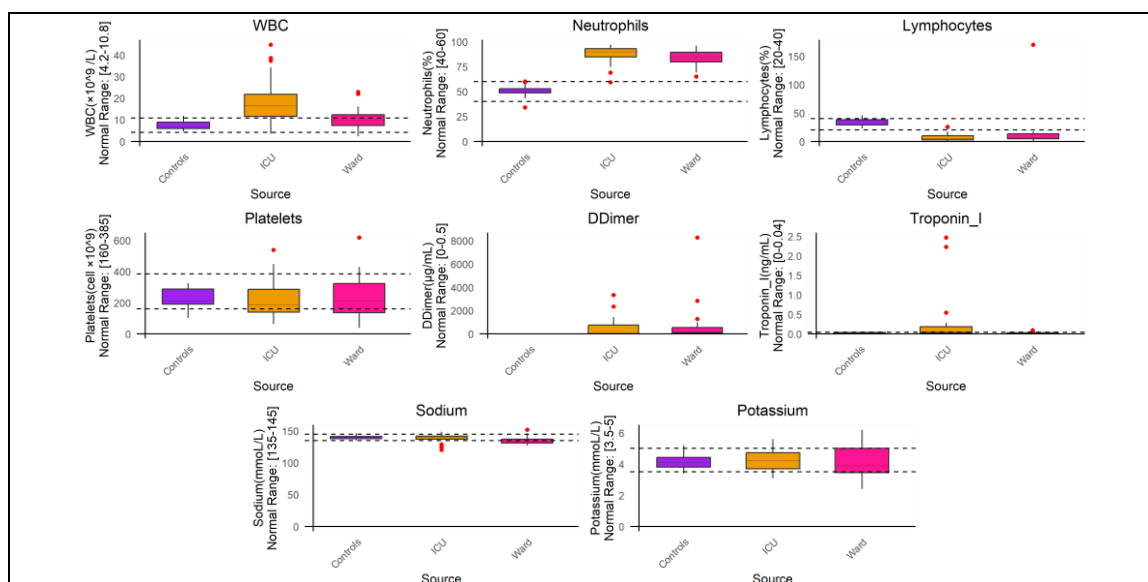 WBC
WBC(×10^9 /L)
Normal Range: [4.2-10.8]
40
30
20
10
0
Controls
ICU
Ward
Source
Neutrophils
Neutrophils(%)
Normal Range: [40-60]
100
75
50
25
0
Controls
ICU
Ward
Source
Lymphocytes
Lymphocytes(%)
Normal Range: [20-40]
150
100
50
0
Controls
ICU
Ward
Source
Platelets
Platelets(cell ×10^9)
Normal Range: [160-385]
600
400
200
0
Controls
ICU
Ward
Source
DDimer
DDimer(µg/mL)
Normal Range: [0-0.5]
8000
6000
4000
2000
0
Controls
ICU
Ward
Source
Troponin_I
Troponin_I(ng/mL)
Normal Range: [0-0.04]
2.5
2.0
1.5
1.0
0.5
0.0
Controls
ICU
Ward
Source
Sodium
Sodium(mmoL/L)
Normal Range: [135-145]
150
100
50
0
Controls
ICU
Ward
Source
Potassium
Potassium(mmoL/L)
Normal Range: [3.5-5]
6
4
2
0
Controls
ICU
Ward
Source